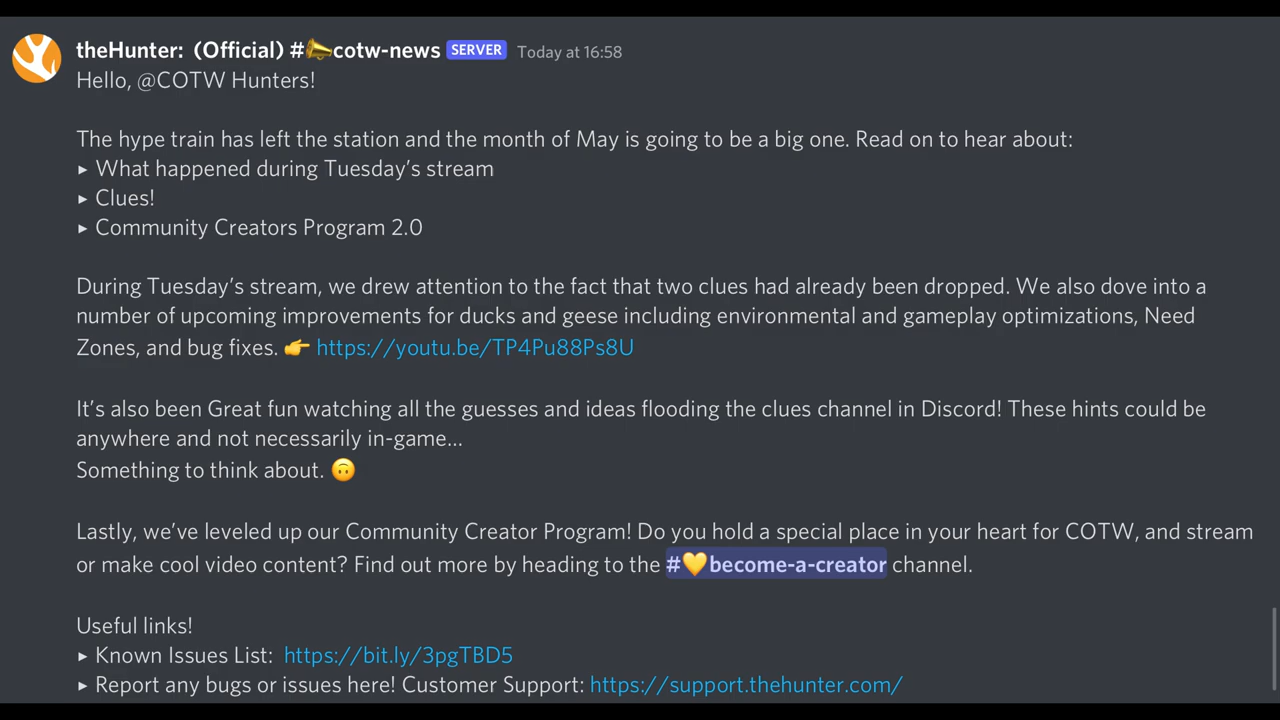 theHunter: (Official) #📣cotw-news SERVER Today at 16:58
Hello, @COTW Hunters!
The hype train has left the station and the month of May is going to be a big one. Read on to hear about:
▸ What happened during Tuesday’s stream
▸ Clues!
▸ Community Creators Program 2.0
During Tuesday’s stream, we drew attention to the fact that two clues had already been dropped. We also dove into a
number of upcoming improvements for ducks and geese including environmental and gameplay optimizations, Need
Zones, and bug fixes. 👉 https://youtu.be/TP4Pu88Ps8U
It’s also been Great fun watching all the guesses and ideas flooding the clues channel in Discord! These hints could be
anywhere and not necessarily in-game...
Something to think about. 🙃
Lastly, we’ve leveled up our Community Creator Program! Do you hold a special place in your heart for COTW, and stream
or make cool video content? Find out more by heading to the #💛become-a-creator channel.
Useful links!
▸ Known Issues List: https://bit.ly/3pgTBD5
▸ Report any bugs or issues here! Customer Support: https://support.thehunter.com/